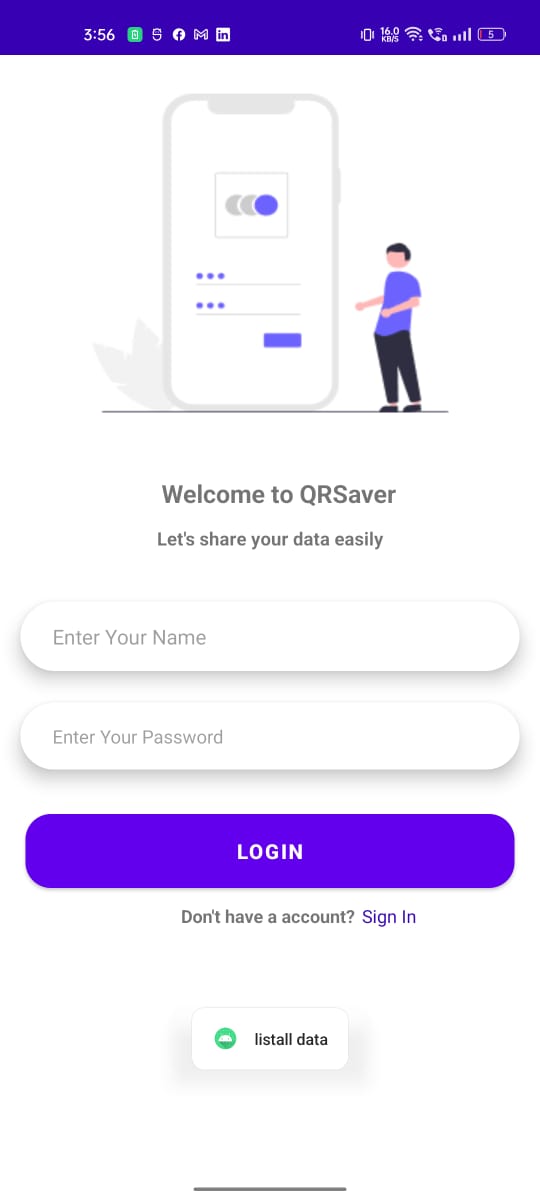 3:56 16.0 KB/S 5
Welcome to QRSaver
Let's share your data easily
Enter Your Name
Enter Your Password
LOGIN
Don't have a account? Sign In
listall data